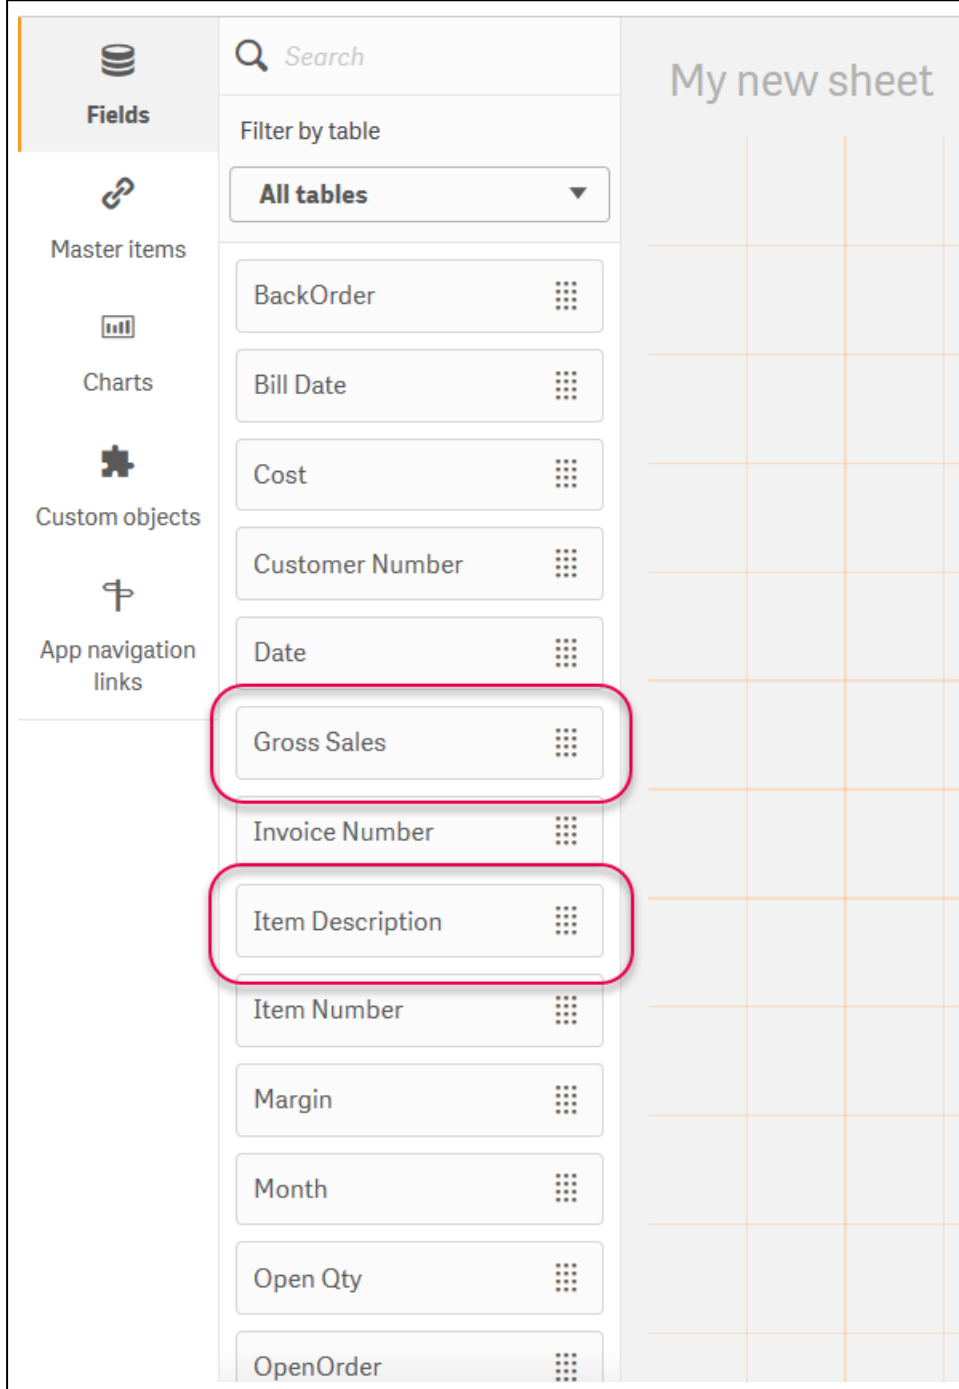 Fields
Master items
Charts
Custom objects
App navigation
links
Search
Filter by table
All tables
BackOrder
Bill Date
Cost
Customer Number
Date
Gross Sales
Invoice Number
Item Description
Item Number
Margin
Month
Open Qty
OpenOrder
My new sheet